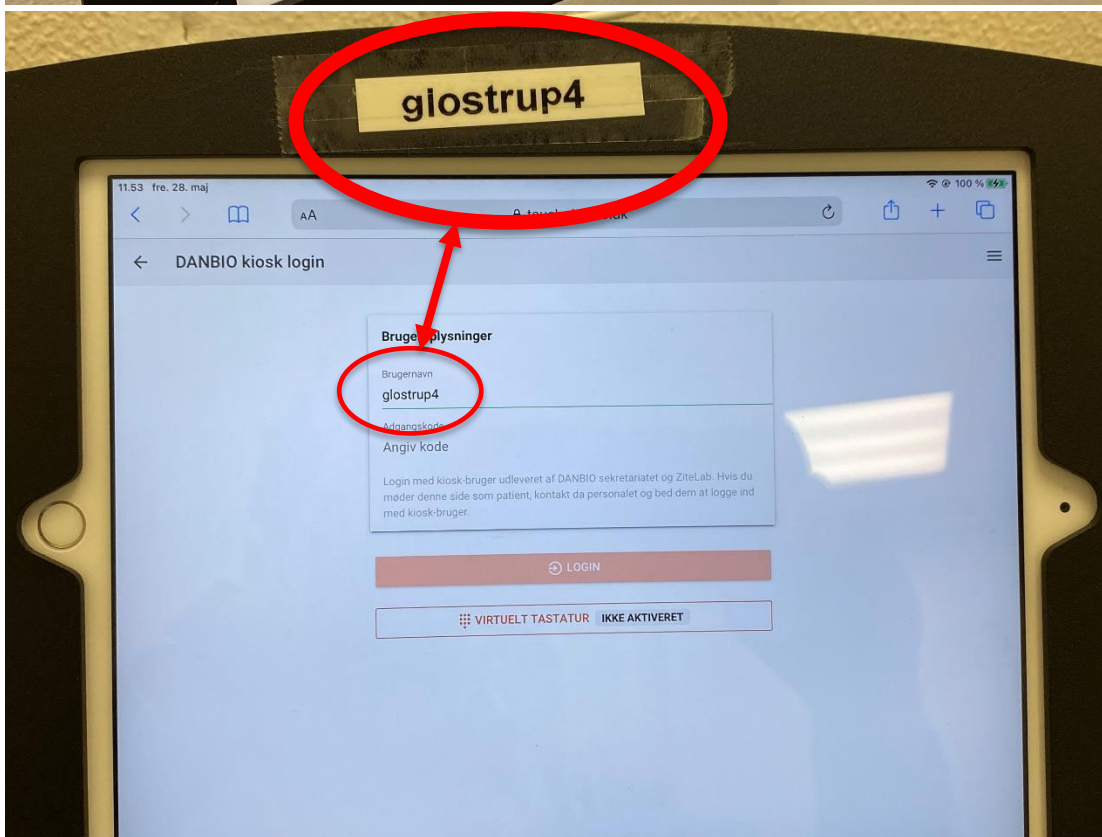 glostrup4
11.53 fre. 28. maj
100 %
AA
DANBIO kiosk login
Brugernavn
glostrup4
Adgangskode
Angiv kode
Login med kiosk-bruger udleveret af DANBIO sekretariatet og ZiteLab. Hvis du
møder denne side som patient, kontakt da personalet og bed dem at logge ind
med kiosk-bruger.
LOGIN
VIRTUELT TASTATUR IKKE AKTIVERET